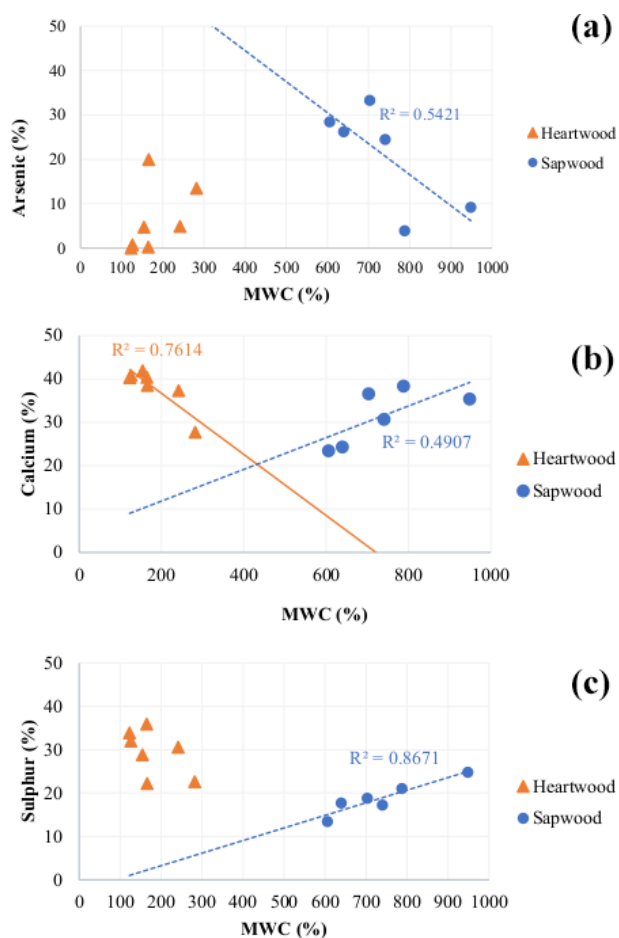 (a)
50
40
30
20
10
0
Arsenic (%)
R² = 0.5421
Heartwood
Sapwood
0 100 200 300 400 500 600 700 800 900 1000
MWC (%)
(b)
50
40
30
20
10
0
Calcium (%)
R² = 0.7614
R² = 0.4907
Heartwood
Sapwood
0 200 400 600 800 1000
MWC (%)
(c)
50
40
30
20
10
0
Sulphur (%)
R² = 0.8671
Heartwood
Sapwood
0 100 200 300 400 500 600 700 800 900 1000
MWC (%)